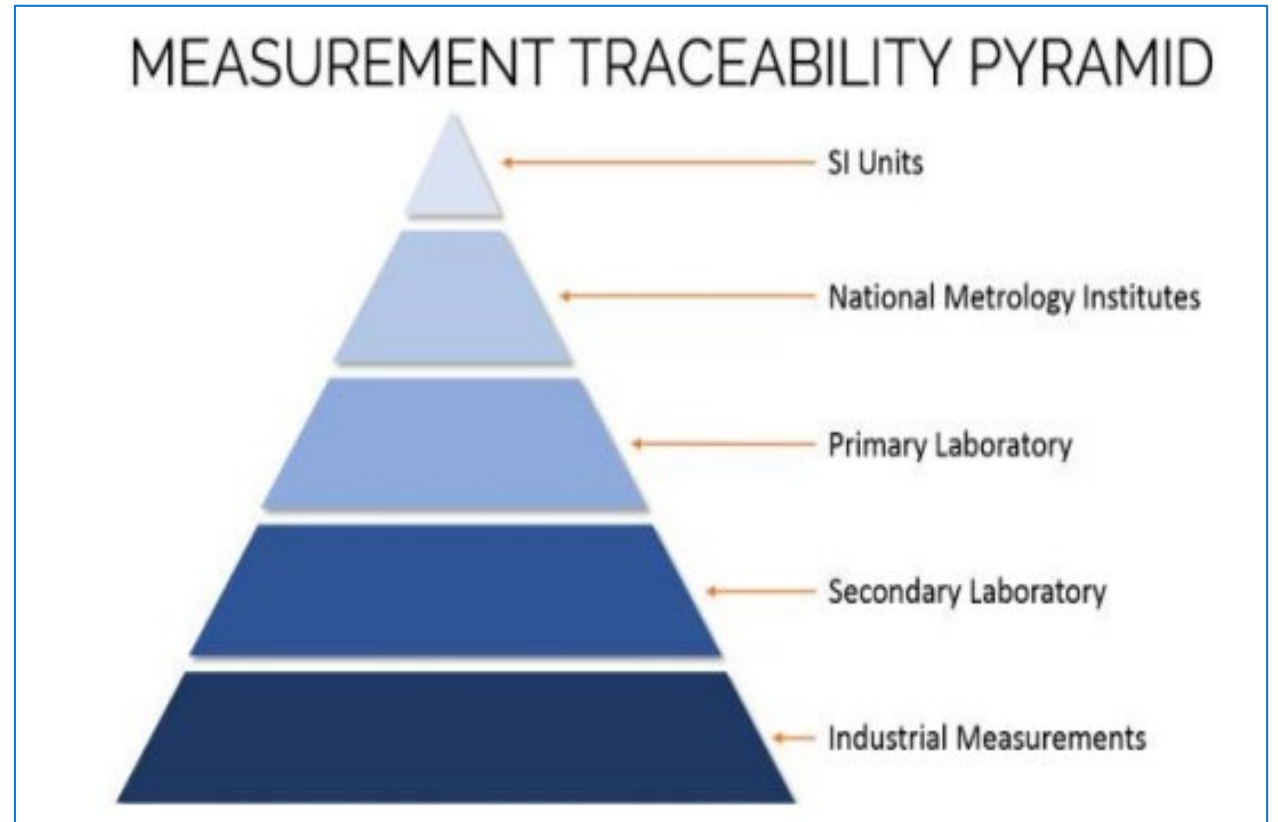 MEASUREMENT TRACEABILITY PYRAMID
SI Units
National Metrology Institutes
Primary Laboratory
Secondary Laboratory
Industrial Measurements